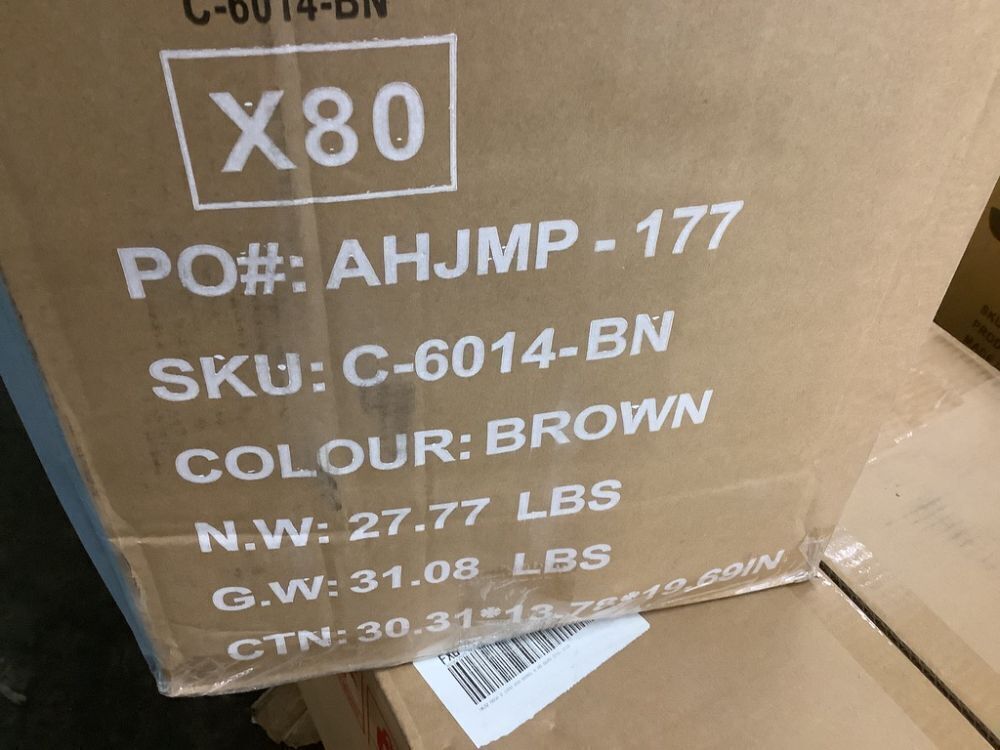 C-6014-BN
X80
PO#: AHJMP - 177
SKU: C-6014-BN
COLOUR: BROWN
N.W: 27.77 LBS
G.W: 31.08 LBS
CTN: 30.31*13.78*19.69IN